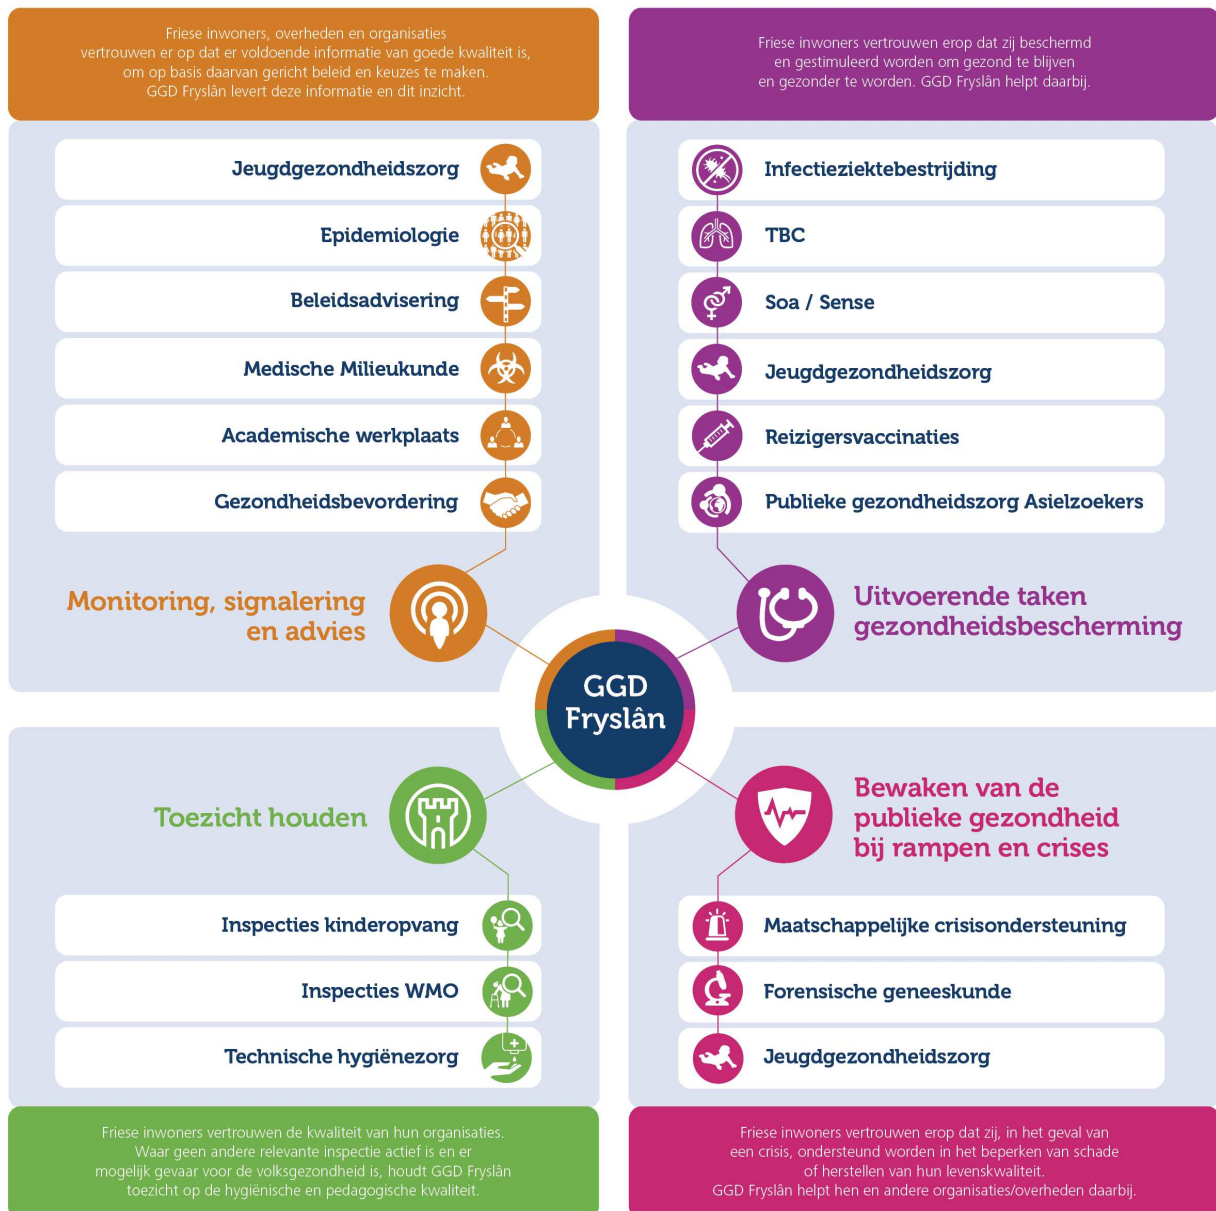 Friese inwoners, overheden en organisaties
vertrouwen er op dat er voldoende informatie van goede kwaliteit is,
om op basis daarvan gericht beleid en keuzes te maken.
GGD Fryslân levert deze informatie en dit inzicht.
Jeugdgezondheidszorg
Epidemiologie
Beleidsadvisering
Medische Milieukunde
Academische werkplaats
Gezondheidsbevordering
Monitoring, signalering
en advies
Friese inwoners vertrouwen erop dat zij beschermd
en gestimuleerd worden om gezond te blijven
en gezonder te worden. GGD Fryslân helpt daarbij.
Infectieziektebestrijding
TBC
Soa / Sense
Jeugdgezondheidszorg
Reizigersvaccinaties
Publieke gezondheidszorg Asielzoekers
Uitvoerende taken
gezondheidsbescherming
GGD
Fryslân
Toezicht houden
Inspecties kinderopvang
Inspecties WMO
Technische hygiënezorg
Friese inwoners vertrouwen de kwaliteit van hun organisaties.
Waar geen andere relevante inspectie actief is en er
mogelijk gevaar voor de volksgezondheid is, houdt GGD Fryslân
toezicht op de hygiënische en pedagogische kwaliteit.
Bewaken van de
publieke gezondheid
bij rampen en crises
Maatschappelijke crisisondersteuning
Forensische geneeskunde
Jeugdgezondheidszorg
Friese inwoners vertrouwen erop dat zij, in het geval van
een crisis, ondersteund worden in het beperken van schade
of herstellen van hun levenskwaliteit.
GGD Fryslân helpt hen en andere organisaties/overheden daarbij.